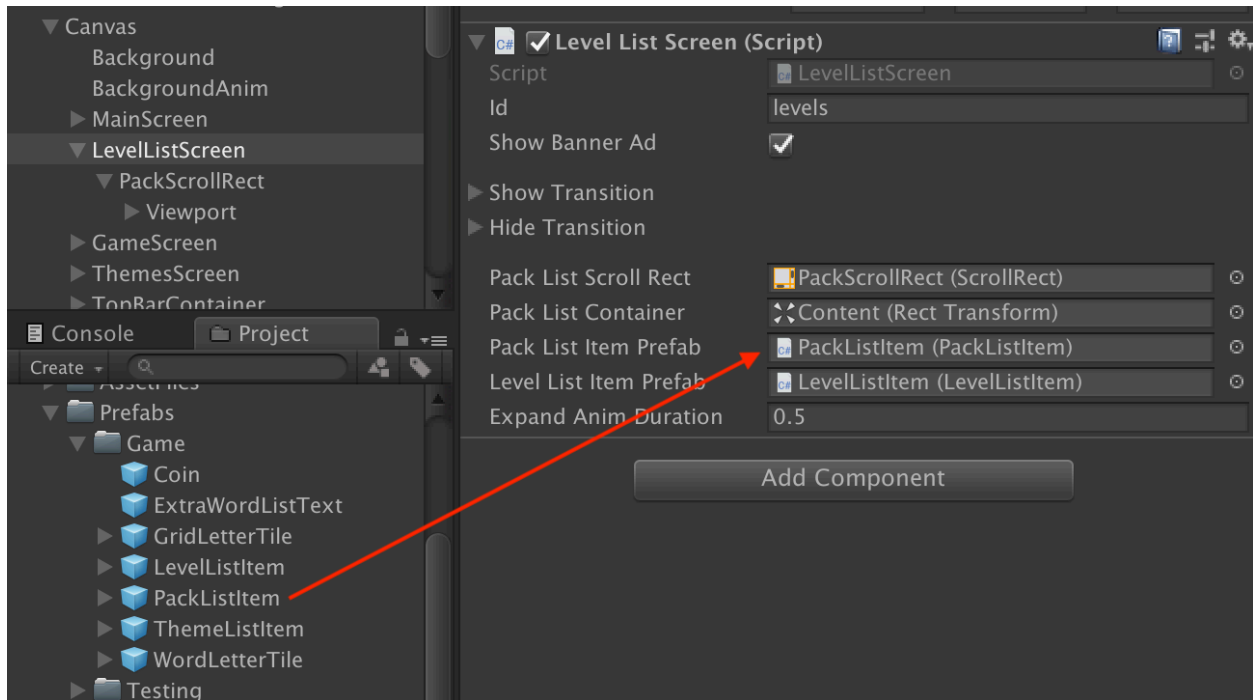 Canvas
Background
BackgroundAnim
MainScreen
LevelListScreen
PackScrollRect
Viewport
GameScreen
ThemesScreen
TopBarContainer
Console
Project
Create
AssetFiles
Prefabs
Game
Coin
ExtraWordListText
GridLetterTile
LevelListItem
PackListItem
ThemeListItem
WordLetterTile
Testing
C# Level List Screen (Script)
Script LevelListScreen
Id levels
Show Banner Ad
Show Transition
Hide Transition
Pack List Scroll Rect PackScrollRect (ScrollRect)
Pack List Container Content (Rect Transform)
Pack List Item Prefab PackListItem (PackListItem)
Level List Item Prefab LevelListItem (LevelListItem)
Expand Anim Duration 0.5
Add Component